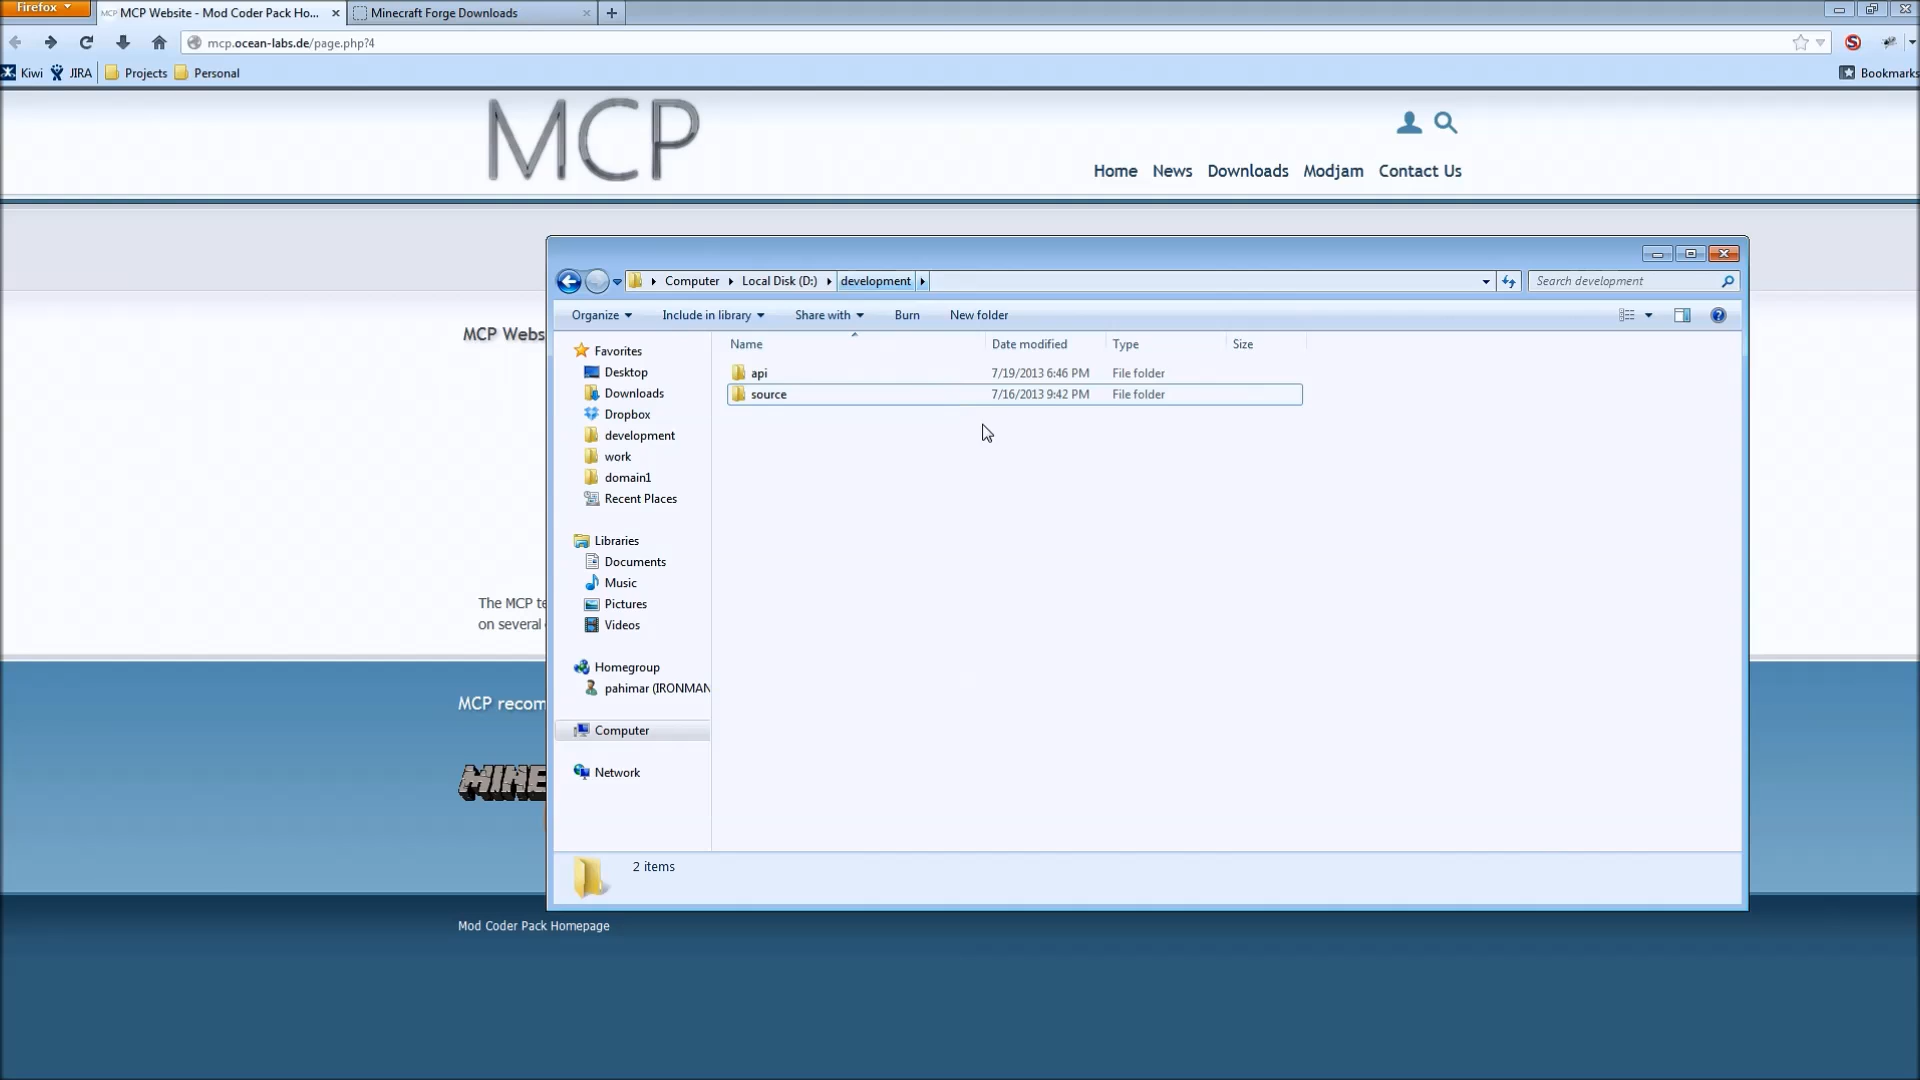 Firefox
MCP Website - Mod Coder Pack Ho...
Minecraft Forge Downloads
mcp.ocean-labs.de/page.php?4
Kiwi
JIRA
Projects
Personal
Bookmarks
MCP
Home
News
Downloads
Modjam
Contact Us
Computer
Local Disk (D:)
development
Search development
Organize
Include in library
Share with
Burn
New folder
Name
Date modified
Type
Size
api
7/19/2013 6:46 PM
File folder
source
7/16/2013 9:42 PM
File folder
Favorites
Desktop
Downloads
Dropbox
development
work
domain1
Recent Places
Libraries
Documents
Music
Pictures
Videos
Homegroup
pahimar (IRONMAN
Computer
Network
2 items
MCP Webs
The MCP te
on several
MCP recom
MINE
Mod Coder Pack Homepage